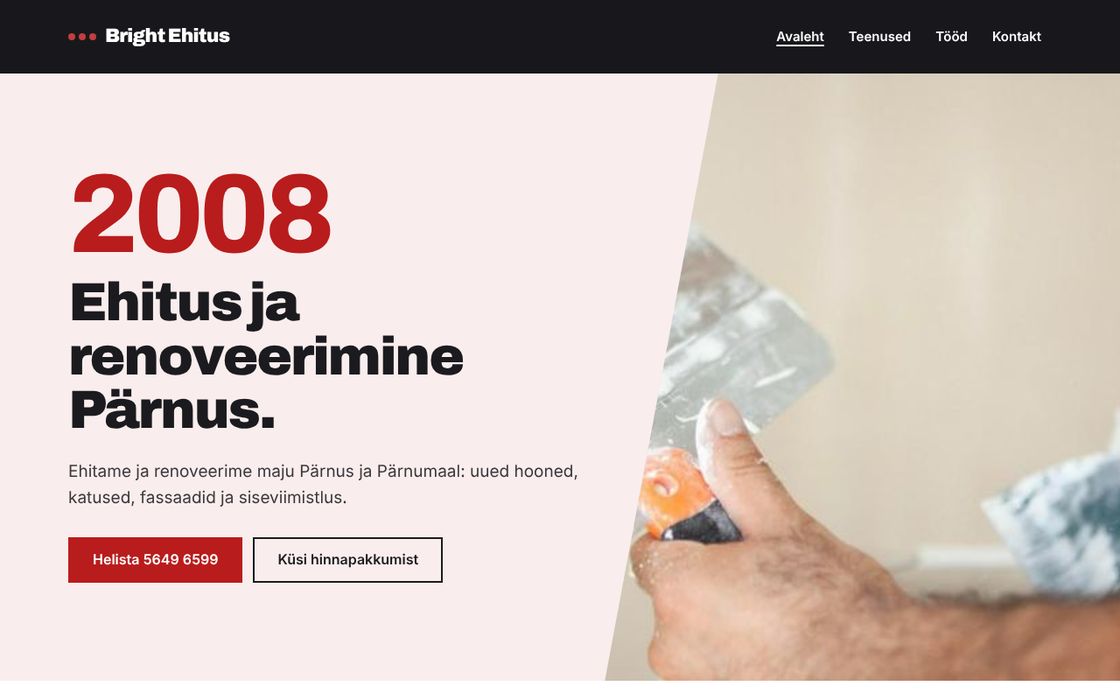 Bright Ehitus
Avaleht Teenused Tööd Kontakt
2008
Ehitus ja
renoveerimine
Pärnus.
Ehitame ja renoveerime maju Pärnus ja Pärnumaal: uued hooned,
katused, fassaadid ja siseviimistlus.
Helista 5649 6599 Küsi hinnapakkumist